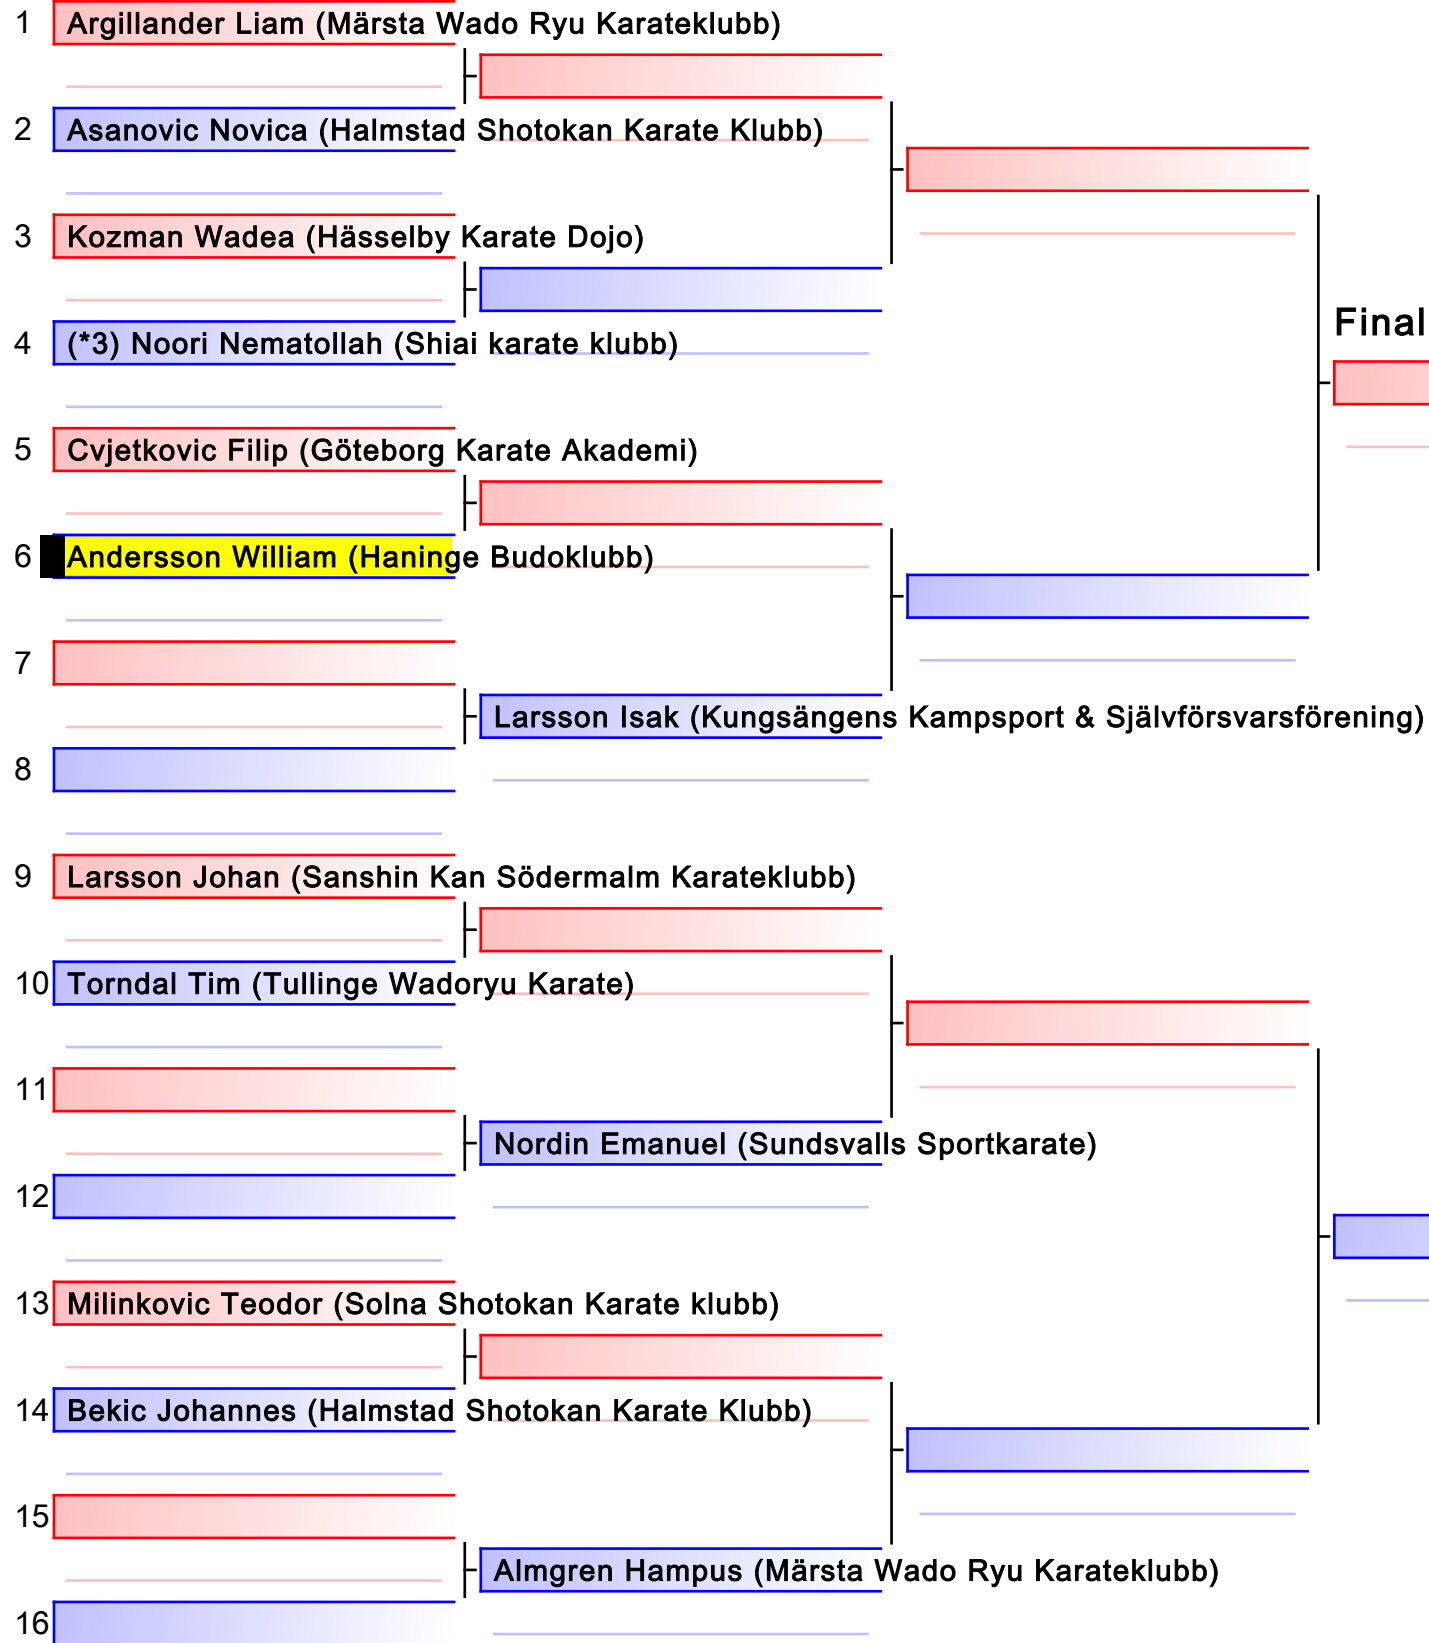 1 Argillander Liam (Märsta Wado Ryu Karateklubb)
2 Asanovic Novica (Halmstad Shotokan Karate Klubb)
3 Kozman Wadea (Hässelby Karate Dojo)
Final
4 (*3) Noori Nematollah (Shiai karate klubb)
5 Cvjetkovic Filip (Göteborg Karate Akademi)
6 Andersson William (Haninge Budoklubb)
7
Larsson Isak (Kungsängens Kampsport & Självförsvarsförening)
8
9 Larsson Johan (Sanshin Kan Södermalm Karateklubb)
10 Torndal Tim (Tullinge Wadoryu Karate)
11
Nordin Emanuel (Sundsvalls Sportkarate)
12
13 Milinkovic Teodor (Solna Shotokan Karate klubb)
14 Bekic Johannes (Halmstad Shotokan Karate Klubb)
15
Almgren Hampus (Märsta Wado Ryu Karateklubb)
16